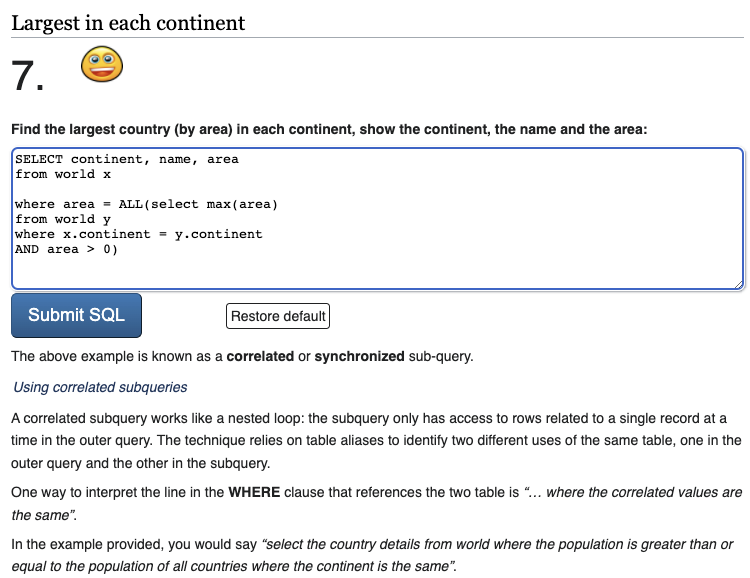 Largest in each continent
7.
Find the largest country (by area) in each continent, show the continent, the name and the area:
SELECT continent, name, area
from world x
where area = ALL(select max(area)
from world y
where x.continent = y.continent
AND area > 0)
Submit SQL
Restore default
The above example is known as a correlated or synchronized sub-query.
Using correlated subqueries
A correlated subquery works like a nested loop: the subquery only has access to rows related to a single record at a
time in the outer query. The technique relies on table aliases to identify two different uses of the same table, one in the
outer query and the other in the subquery.
One way to interpret the line in the WHERE clause that references the two table is “… where the correlated values are
the same”.
In the example provided, you would say “select the country details from world where the population is greater than or
equal to the population of all countries where the continent is the same”.